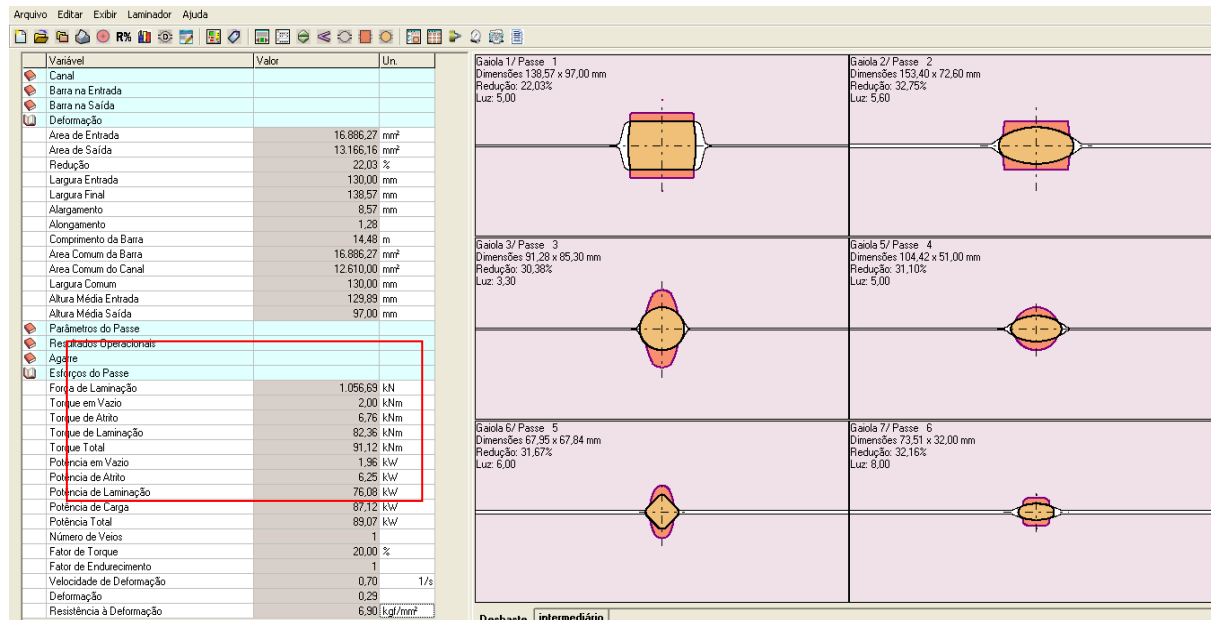 Arquivo Editar Exibir Laminador Ajuda
R%
Variável Valor Un.
Canal
Barra na Entrada
Barra na Saída
Deformação
Area de Entrada 16.886,27 mm²
Area de Saída 13.166,16 mm²
Redução 22,03 %
Largura Entrada 130,00 mm
Largura Final 138,57 mm
Alargamento 8,57 mm
Alongamento 1,28
Comprimento da Barra 14,48 m
Area Comum da Barra 16.886,27 mm²
Area Comum do Canal 12.610,00 mm²
Largura Comum 130,00 mm
Altura Média Entrada 129,89 mm
Altura Média Saída 97,00 mm
Parâmetros do Passe
Resultados Operacionais
Agarre
Esforços do Passe
Força de Laminação 1.056,69 kN
Torque em Vazio 2,00 kNm
Torque de Atrito 6,76 kNm
Torque de Laminação 82,36 kNm
Torque Total 91,12 kNm
Potência em Vazio 1,96 kW
Potência de Atrito 6,25 kW
Potência de Laminação 76,08 kW
Potência de Carga 87,12 kW
Potência Total 89,07 kW
Número de Veios 1
Fator de Torque 20,00 %
Fator de Endurecimento 1
Velocidade de Deformação 0,70 1/s
Deformação 0,29
Resistência à Deformação 6,90 kgf/mm²
Gaiola 1/ Passe 1
Dimensões 138,57 x 97,00 mm
Redução: 22,03%
Luz: 5,00
Gaiola 2/ Passe 2
Dimensões 153,40 x 72,60 mm
Redução: 32,75%
Luz: 5,60
Gaiola 3/ Passe 3
Dimensões 91,28 x 85,30 mm
Redução: 30,38%
Luz: 3,30
Gaiola 5/ Passe 4
Dimensões 104,42 x 51,00 mm
Redução: 31,10%
Luz: 5,00
Gaiola 6/ Passe 5
Dimensões 67,95 x 67,84 mm
Redução: 31,67%
Luz: 6,00
Gaiola 7/ Passe 6
Dimensões 73,51 x 32,00 mm
Redução: 32,16%
Luz: 8,00
Desbaste intermediário